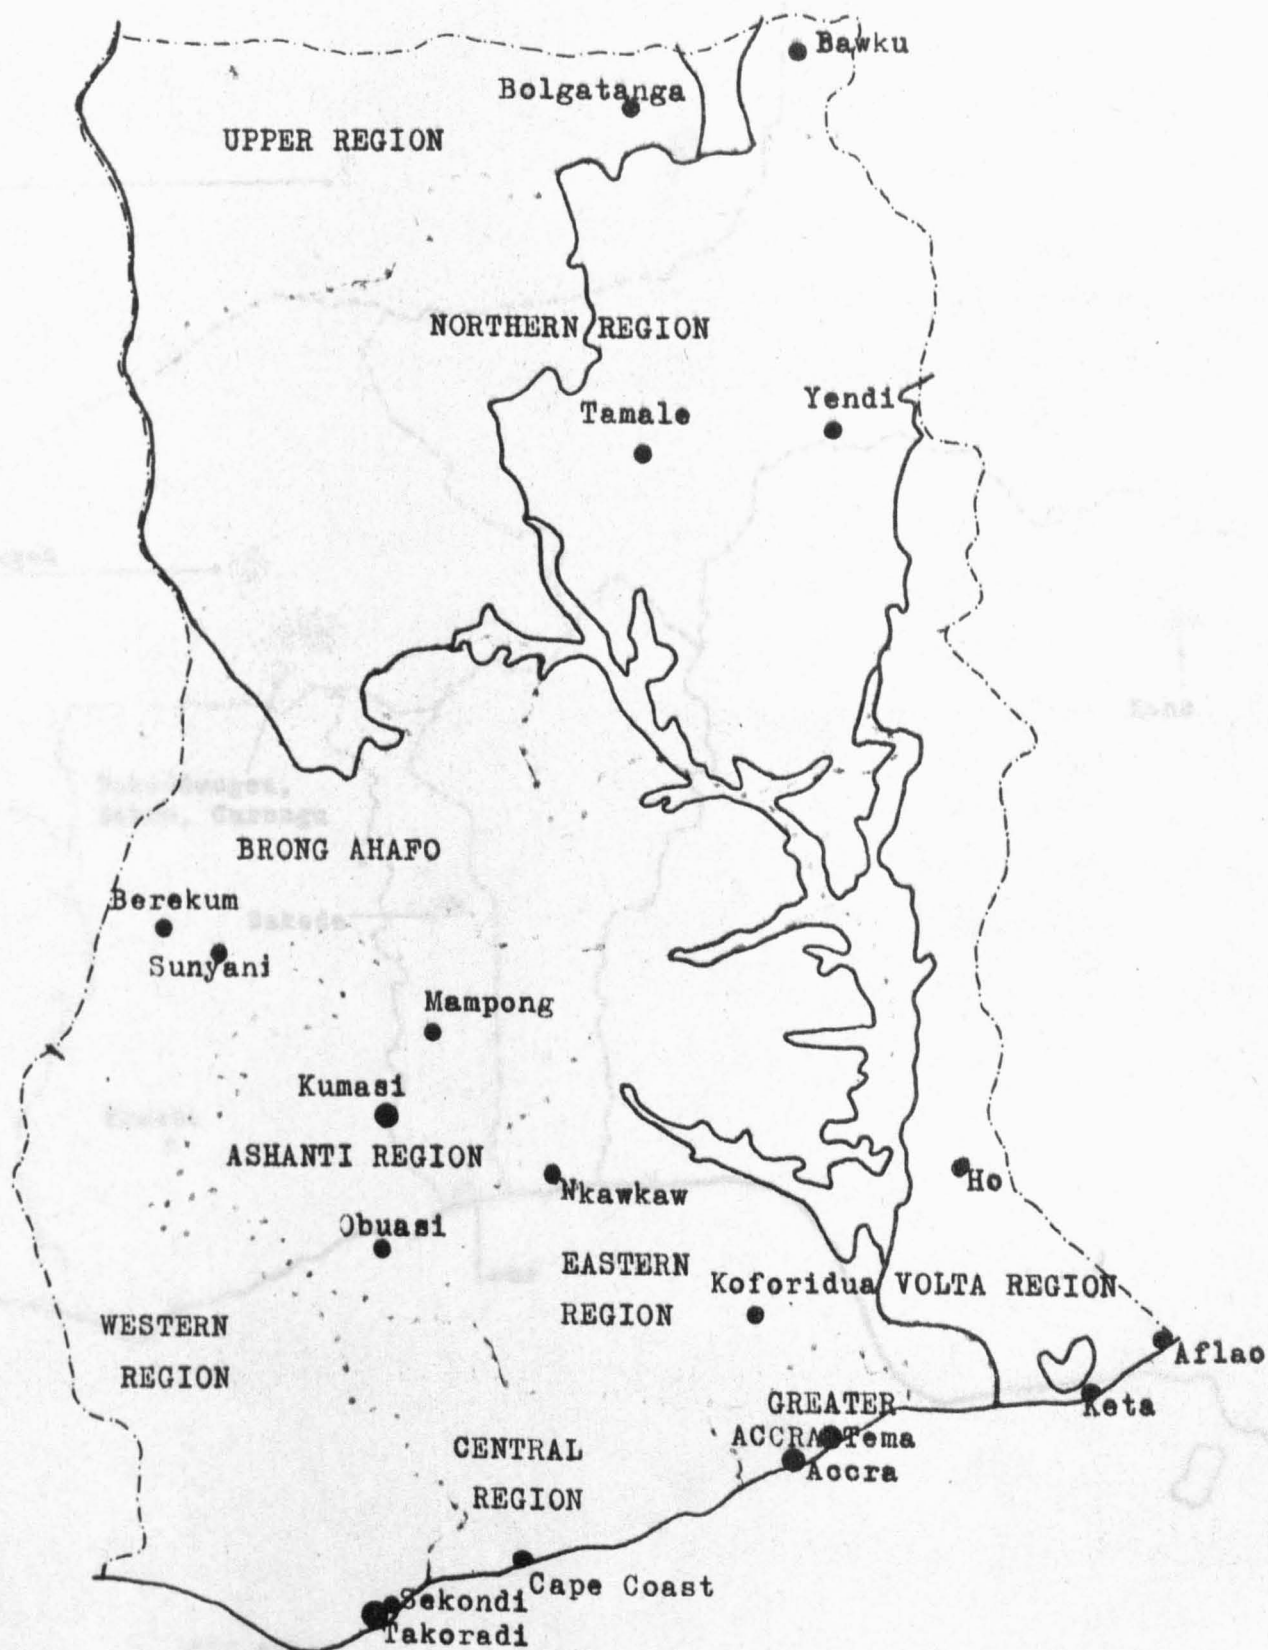 Bawku
Bolgatanga
UPPER REGION
NORTHERN REGION
Yendi
Tamale
BRONG AHAFO
Berekum
Sunyani
Mampong
Kumasi
ASHANTI REGION
Nkawkaw
Ho
Obuasi
EASTERN
REGION
Koforidua
VOLTA REGION
WESTERN
REGION
Aflao
Keta
GREATER
ACCRA
Tema
Accra
CENTRAL
REGION
Cape Coast
Sekondi
Takoradi